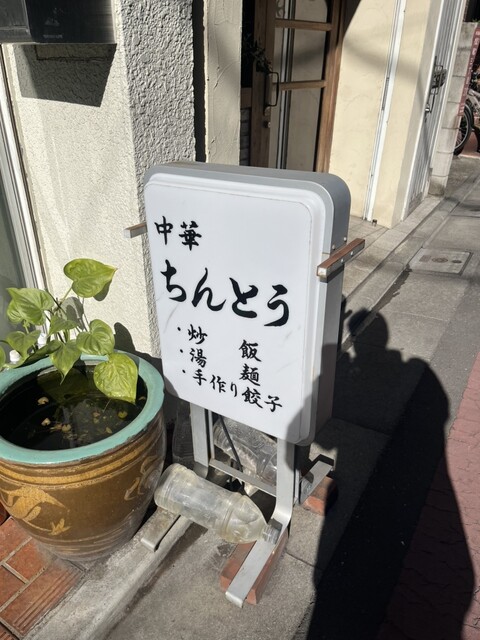 中華
ちんとう
・炒飯
・湯麺
・手作り餃子